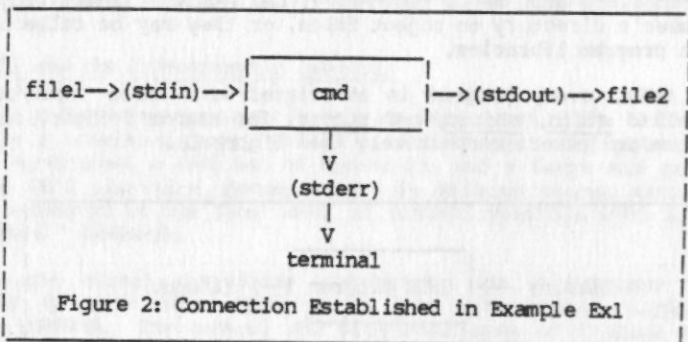 file1-->(stdin)--> cmd -->(stdout)-->file2
V
(stderr)
V
terminal
Figure 2: Connection Established in Example Ex1